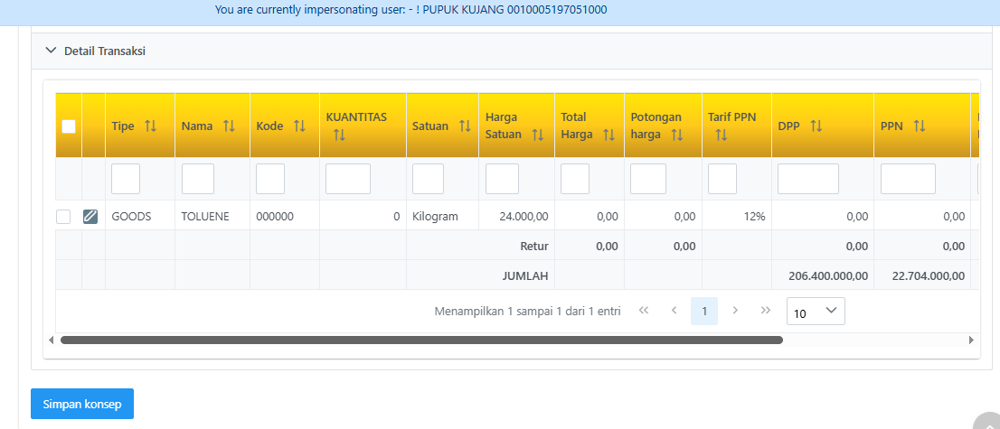 You are currently impersonating user: - ! PUPUK KUJANG 0010005197051000
Detail Transaksi
Tipe Nama Kode KUANTITAS Satuan Harga Satuan Total Harga Potongan harga Tarif PPN DPP PPN
GOODS TOLUENE 000000 0 Kilogram 24.000,00 0,00 0,00 12% 0,00 0,00
Retur 0,00 0,00 0,00 0,00
JUMLAH 206.400.000,00 22.704.000,00
Menampilkan 1 sampai 1 dari 1 entri 1 10
Simpan konsep